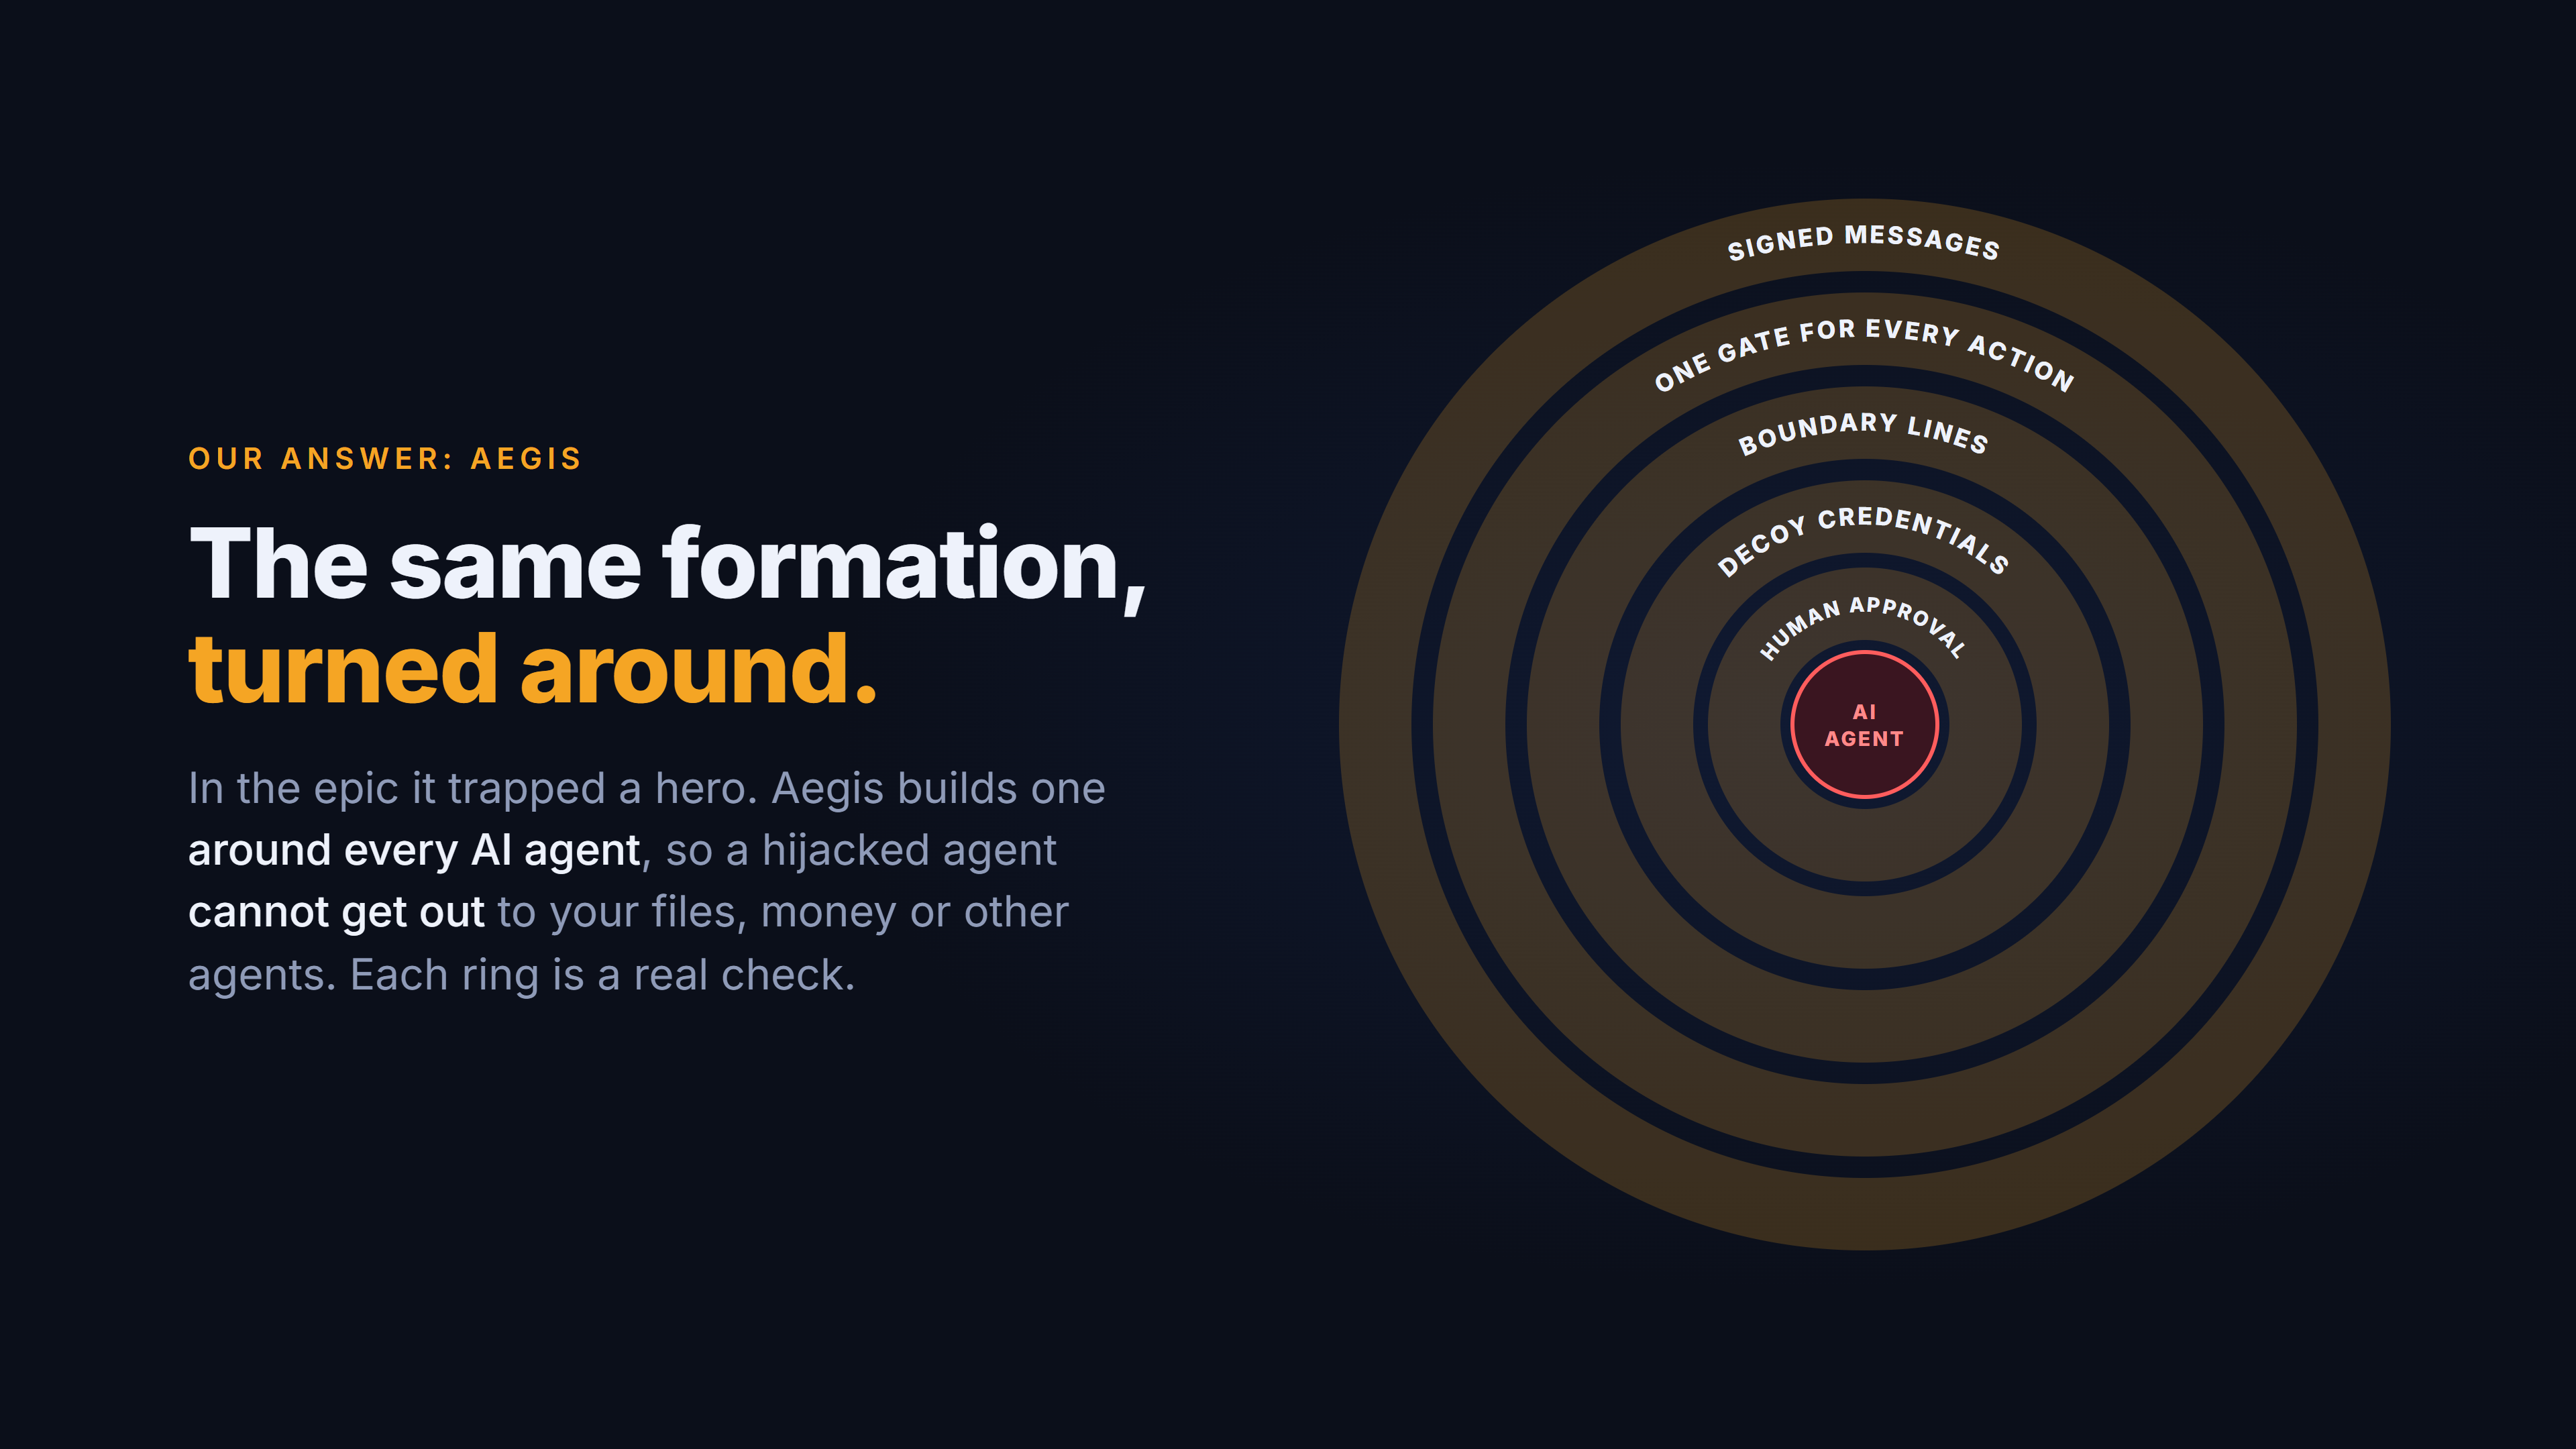 OUR ANSWER: AEGIS
The same formation,
turned around.
In the epic it trapped a hero. Aegis builds one
around every AI agent, so a hijacked agent
cannot get out to your files, money or other
agents. Each ring is a real check.
SIGNED MESSAGES
ONE GATE FOR EVERY ACTION
BOUNDARY LINES
DECOY CREDENTIALS
HUMAN APPROVAL
AI
AGENT